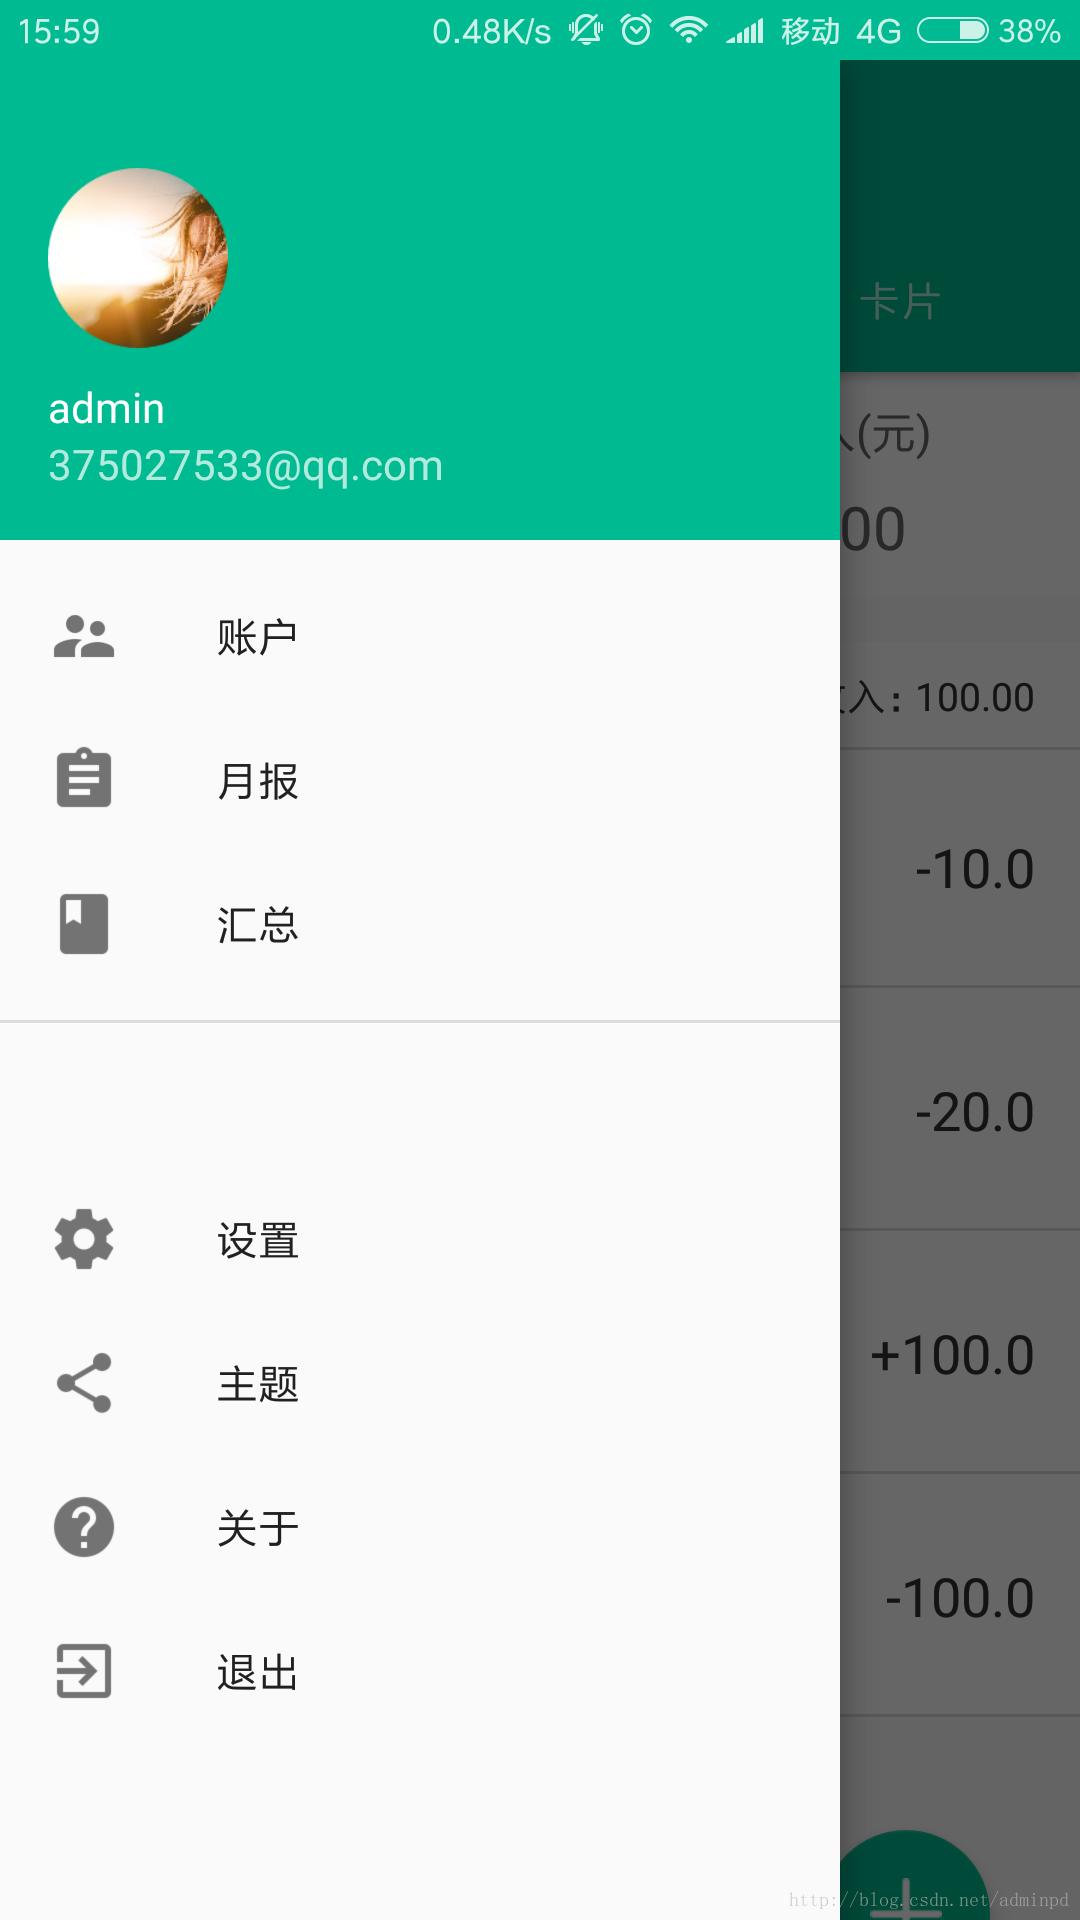 15:59 0.48K/s 移动 4G 38%
卡片
admin
375027533@qq.com
(元)
00
账户
入: 100.00
月报
-10.0
汇总
-20.0
设置
+100.0
主题
关于
-100.0
退出
http://blog.csdn.net/adminpd